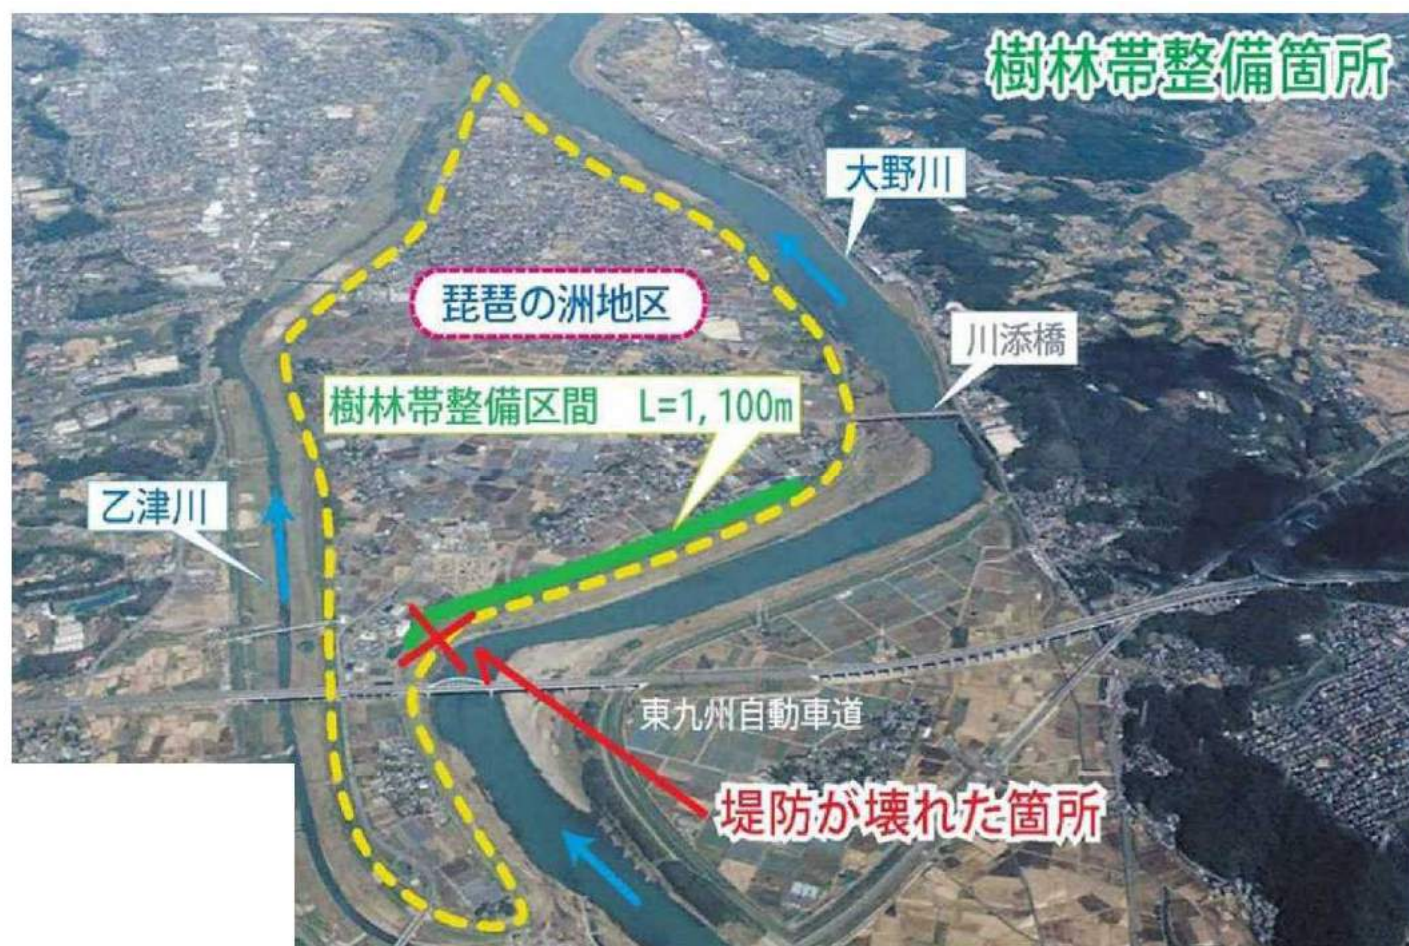 樹林帯整備箇所
大野川
琵琶の洲地区
川添橋
樹林帯整備区間　L=1,100m
乙津川
東九州自動車道
堤防が壊れた箇所